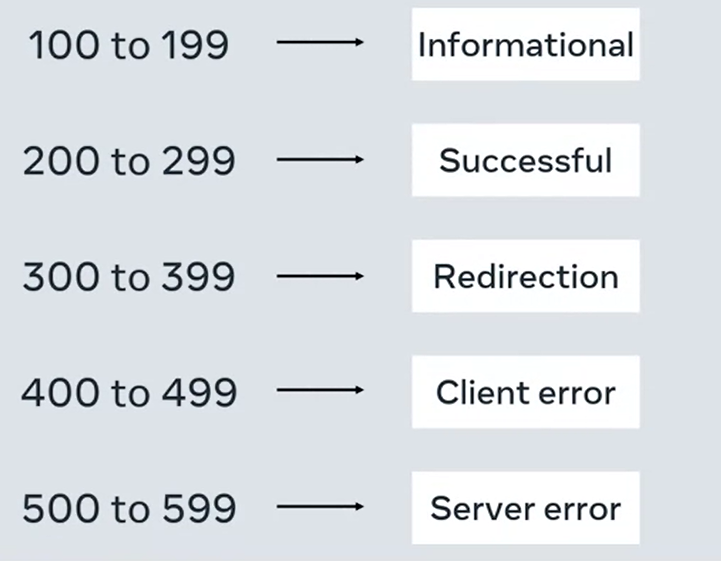 100 to 199 Informational
200 to 299 Successful
300 to 399 Redirection
400 to 499 Client error
500 to 599 Server error